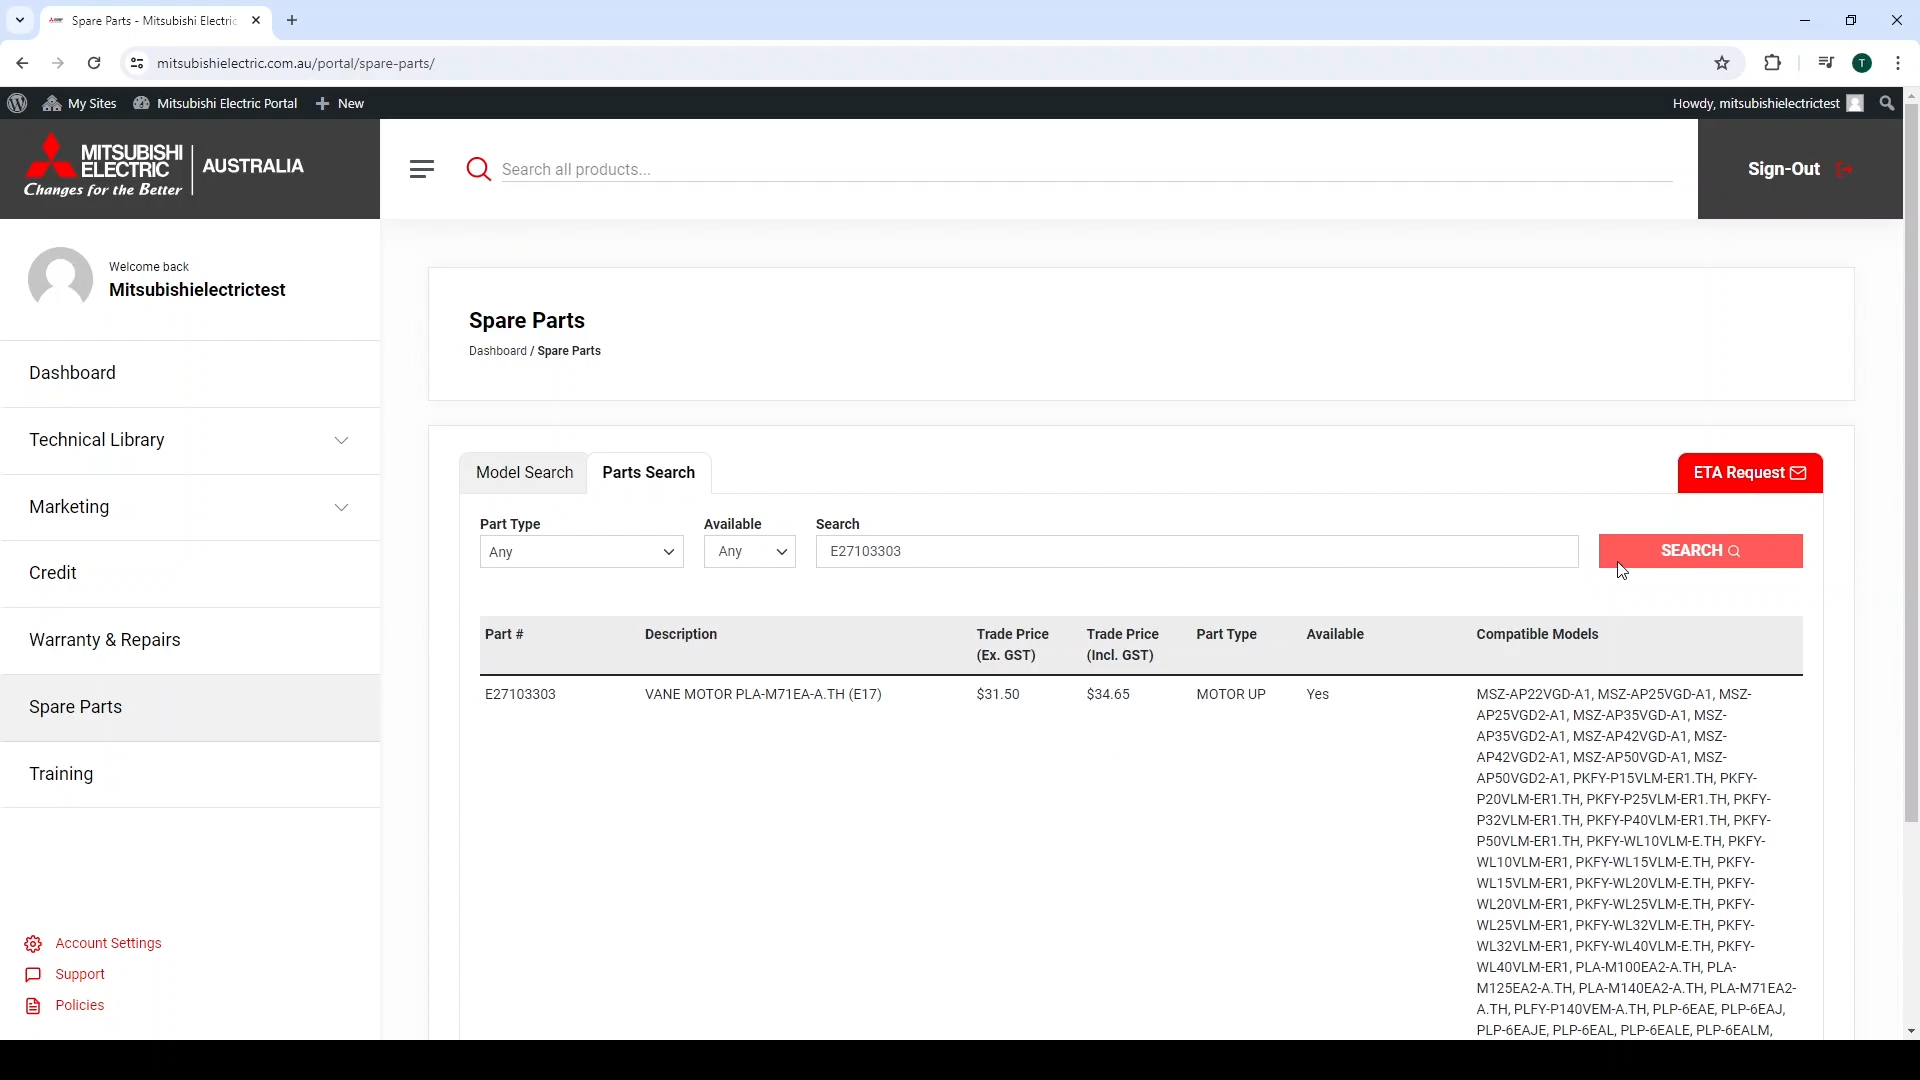 Spare Parts - Mitsubishi Electric
mitsubishielectric.com.au/portal/spare-parts/
T
My Sites
Mitsubishi Electric Portal
New
Howdy, mitsubishielectrictest
MITSUBISHI
ELECTRIC
Changes for the Better
AUSTRALIA
Search all products...
Sign-Out
Welcome back
Mitsubishielectrictest
Dashboard
Technical Library
Marketing
Credit
Warranty & Repairs
Spare Parts
Training
Account Settings
Support
Policies
Spare Parts
Dashboard / Spare Parts
Model Search
Parts Search
ETA Request
Part Type
Available
Search
Any
Any
E27103303
SEARCH
Part #
Description
Trade Price
(Ex. GST)
Trade Price
(Incl. GST)
Part Type
Available
Compatible Models
E27103303
VANE MOTOR PLA-M71EA-A.TH (E17)
$31.50
$34.65
MOTOR UP
Yes
MSZ-AP22VGD-A1, MSZ-AP25VGD-A1, MSZ-
AP25VGD2-A1, MSZ-AP35VGD-A1, MSZ-
AP35VGD2-A1, MSZ-AP42VGD-A1, MSZ-
AP42VGD2-A1, MSZ-AP50VGD-A1, MSZ-
AP50VGD2-A1, PKFY-P15VLM-ER1.TH, PKFY-
P20VLM-ER1.TH, PKFY-P25VLM-ER1.TH, PKFY-
P32VLM-ER1.TH, PKFY-P40VLM-ER1.TH, PKFY-
P50VLM-ER1.TH, PKFY-WL10VLM-E.TH, PKFY-
WL10VLM-ER1, PKFY-WL15VLM-E.TH, PKFY-
WL15VLM-ER1, PKFY-WL20VLM-E.TH, PKFY-
WL20VLM-ER1, PKFY-WL25VLM-E.TH, PKFY-
WL25VLM-ER1, PKFY-WL32VLM-E.TH, PKFY-
WL32VLM-ER1, PKFY-WL40VLM-E.TH, PKFY-
WL40VLM-ER1, PLA-M100EA2-A.TH, PLA-
M125EA2-A.TH, PLA-M140EA2-A.TH, PLA-M71EA2-
A.TH, PLFY-P140VEM-A.TH, PLP-6EAE, PLP-6EAJ,
PLP-6EAJE, PLP-6EAL, PLP-6EALE, PLP-6EALM,